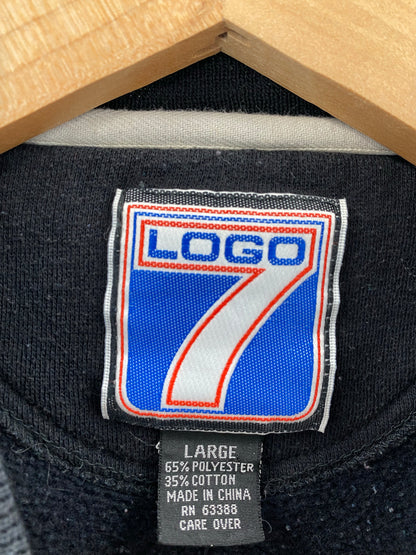 LOGO
7
LARGE
65% POLYESTER
35% COTTON
MADE IN CHINA
RN 63388
CARE OVER